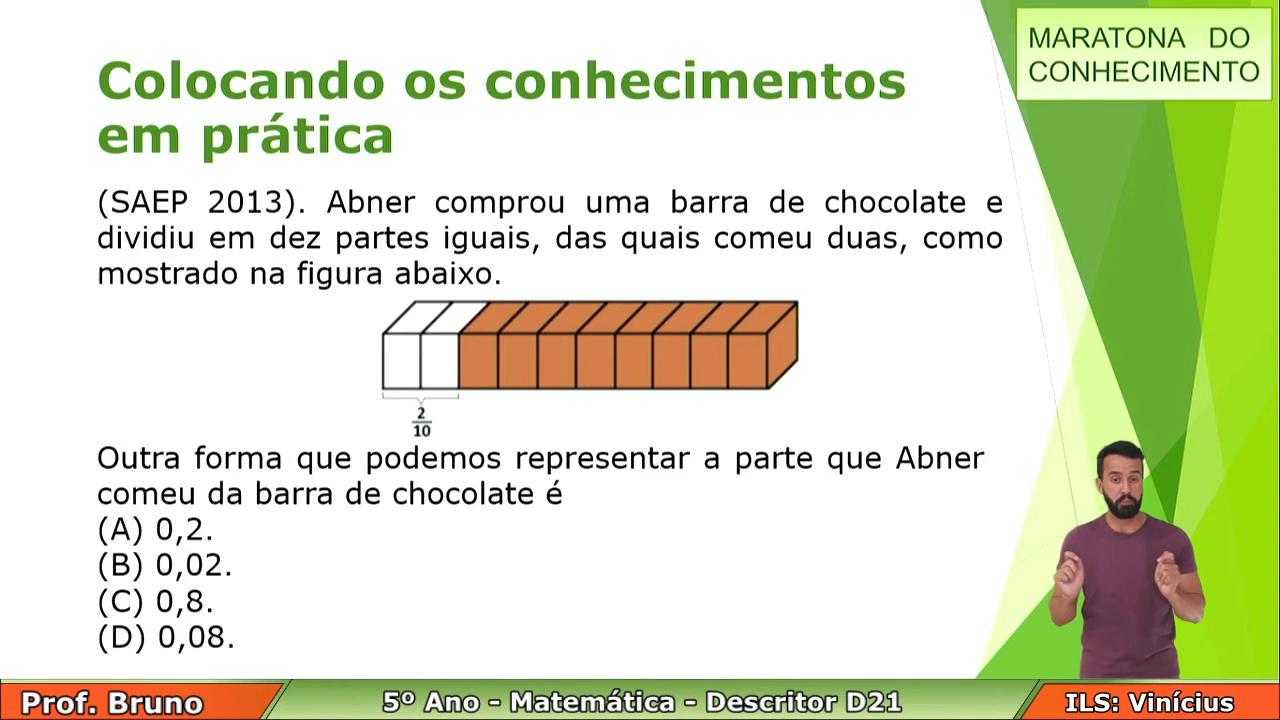 MARATONA DO
CONHECIMENTO
Colocando os conhecimentos
em prática
(SAEP 2013). Abner comprou uma barra de chocolate e
dividiu em dez partes iguais, das quais comeu duas, como
mostrado na figura abaixo.
2
10
Outra forma que podemos representar a parte que Abner
comeu da barra de chocolate é
(A) 0,2.
(B) 0,02.
(C) 0,8.
(D) 0,08.
Prof. Bruno
5º Ano - Matemática - Descritor D21
ILS: Vinícius